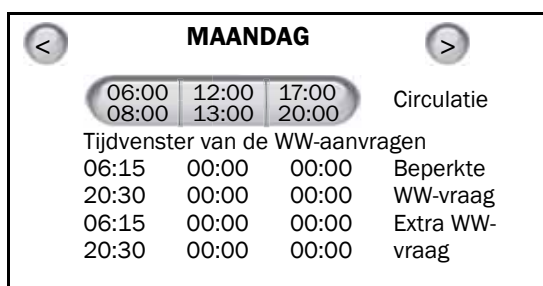 < MAANDAG >
06:00 12:00 17:00 Circulatie
08:00 13:00 20:00
Tijdvenster van de WW-aanvragen
06:15 00:00 00:00 Beperkte
20:30 00:00 00:00 WW-vraag
06:15 00:00 00:00 Extra WW-
20:30 00:00 00:00 vraag